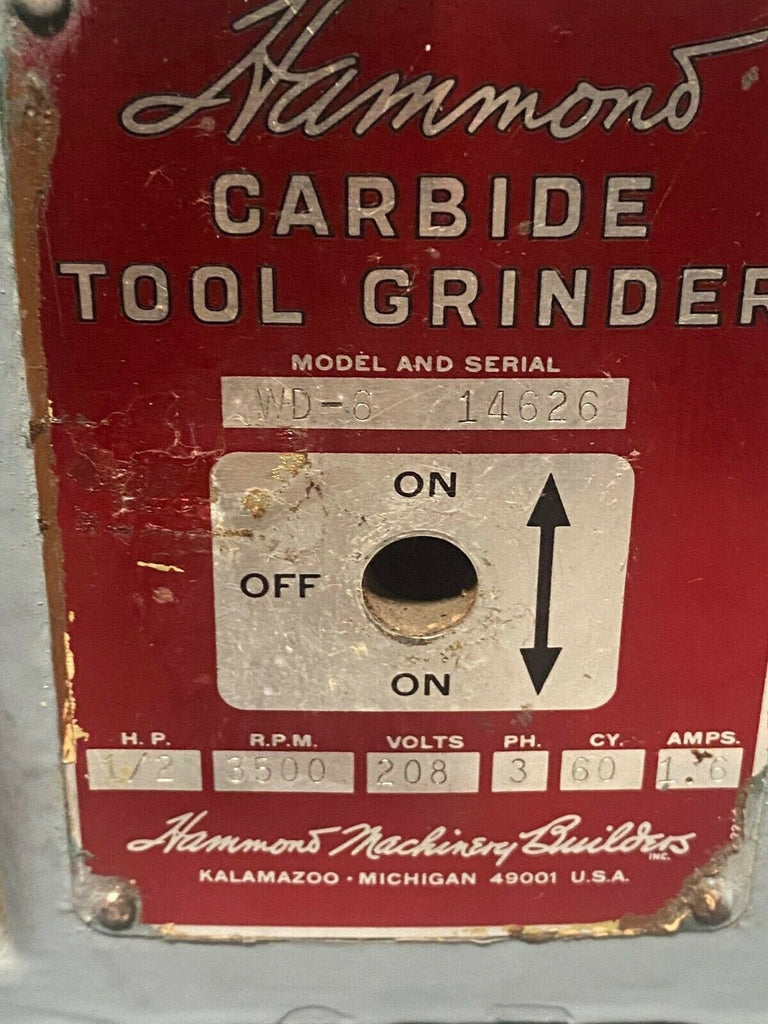 Hammond
CARBIDE
TOOL GRINDER
MODEL AND SERIAL
WD-6 14626
ON
OFF
ON
H.P. R.P.M. VOLTS PH. CY. AMPS.
1/2 3500 208 3 60 1.6
Hammond Machinery Builders INC.
KALAMAZOO · MICHIGAN 49001 U.S.A.